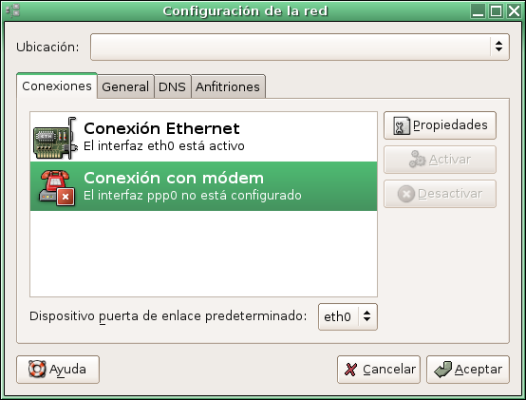 Configuración de la red
Ubicación:
Conexiones General DNS Anfitriones
Conexión Ethernet
El interfaz eth0 está activo
Conexión con módem
El interfaz ppp0 no está configurado
Propiedades
Activar
Desactivar
Dispositivo puerta de enlace predeterminado: eth0
Ayuda Cancelar Aceptar